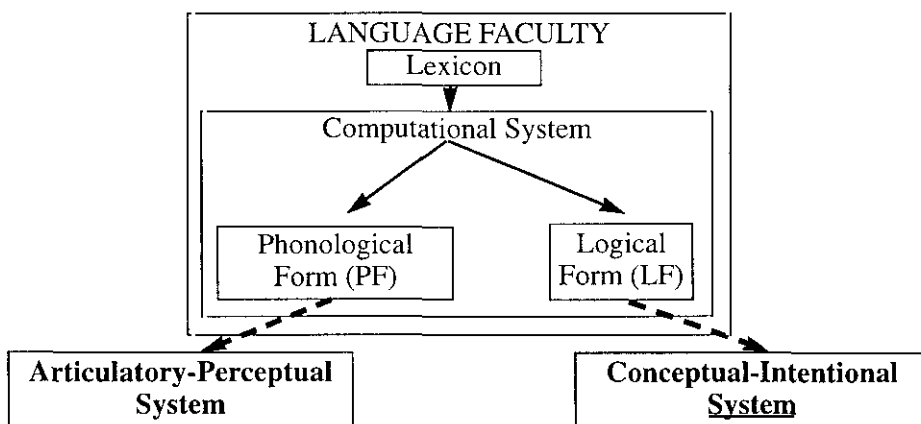 LANGUAGE FACULTY
Lexicon
Computational System
Phonological
Form (PF)
Logical
Form (LF)
Articulatory-Perceptual
System
Conceptual-Intentional
System